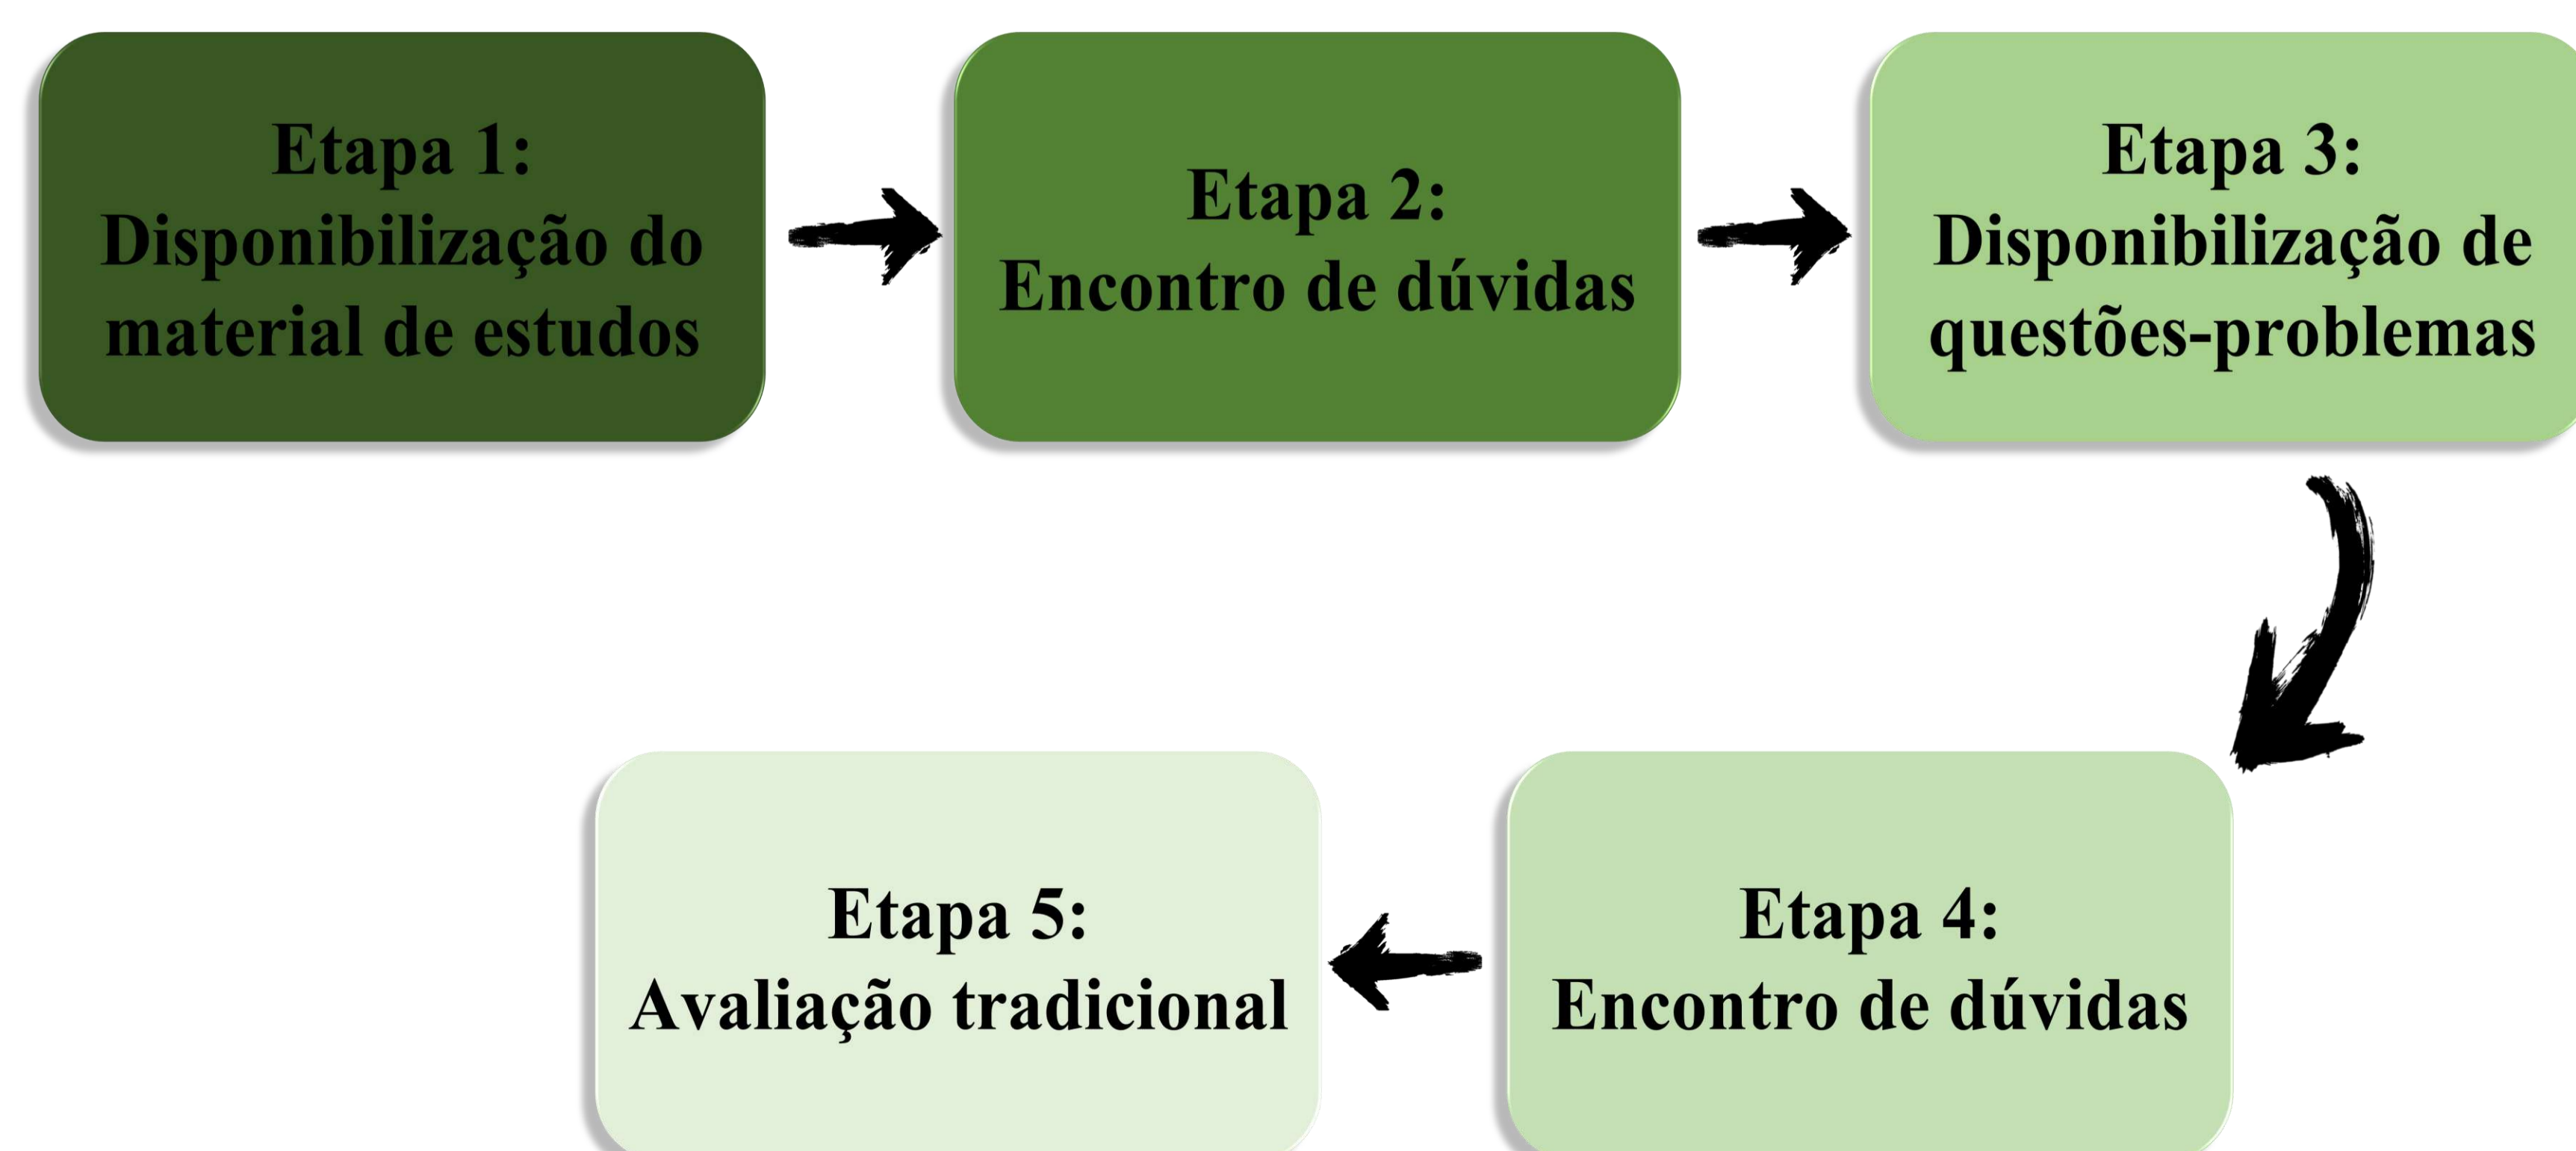 Etapa 1:
Disponibilização do
material de estudos
Etapa 2:
Encontro de dúvidas
Etapa 3:
Disponibilização de
questões-problemas
Etapa 4:
Encontro de dúvidas
Etapa 5:
Avaliação tradicional